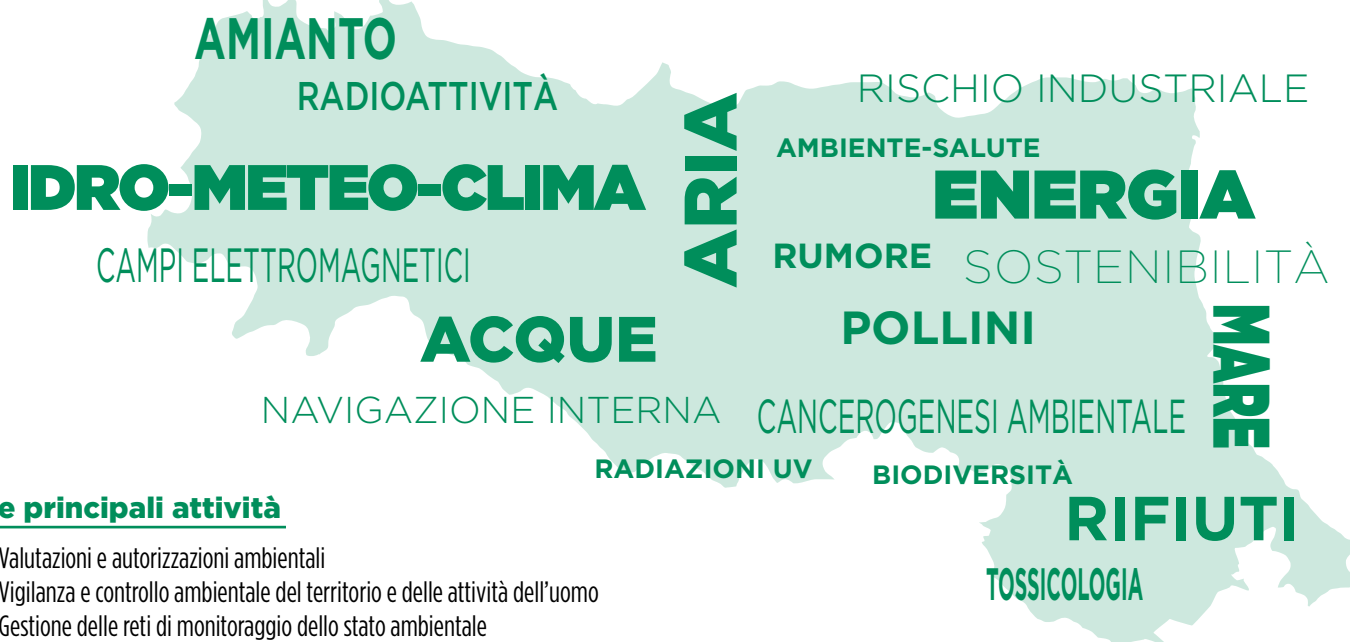 AMIANTO
RADIOATTIVITÀ
RISCHIO INDUSTRIALE
ARIA
AMBIENTE-SALUTE
IDRO-METEO-CLIMA
ENERGIA
CAMPI ELETTROMAGNETICI
RUMORE
SOSTENIBILITÀ
ACQUE
POLLINI
MARE
NAVIGAZIONE INTERNA
CANCEROGENESI AMBIENTALE
RADIAZIONI UV
BIODIVERSITÀ
RIFIUTI
TOSSICOLOGIA
e principali attività
Valutazioni e autorizzazioni ambientali
Vigilanza e controllo ambientale del territorio e delle attività dell’uomo
Gestione delle reti di monitoraggio dello stato ambientale